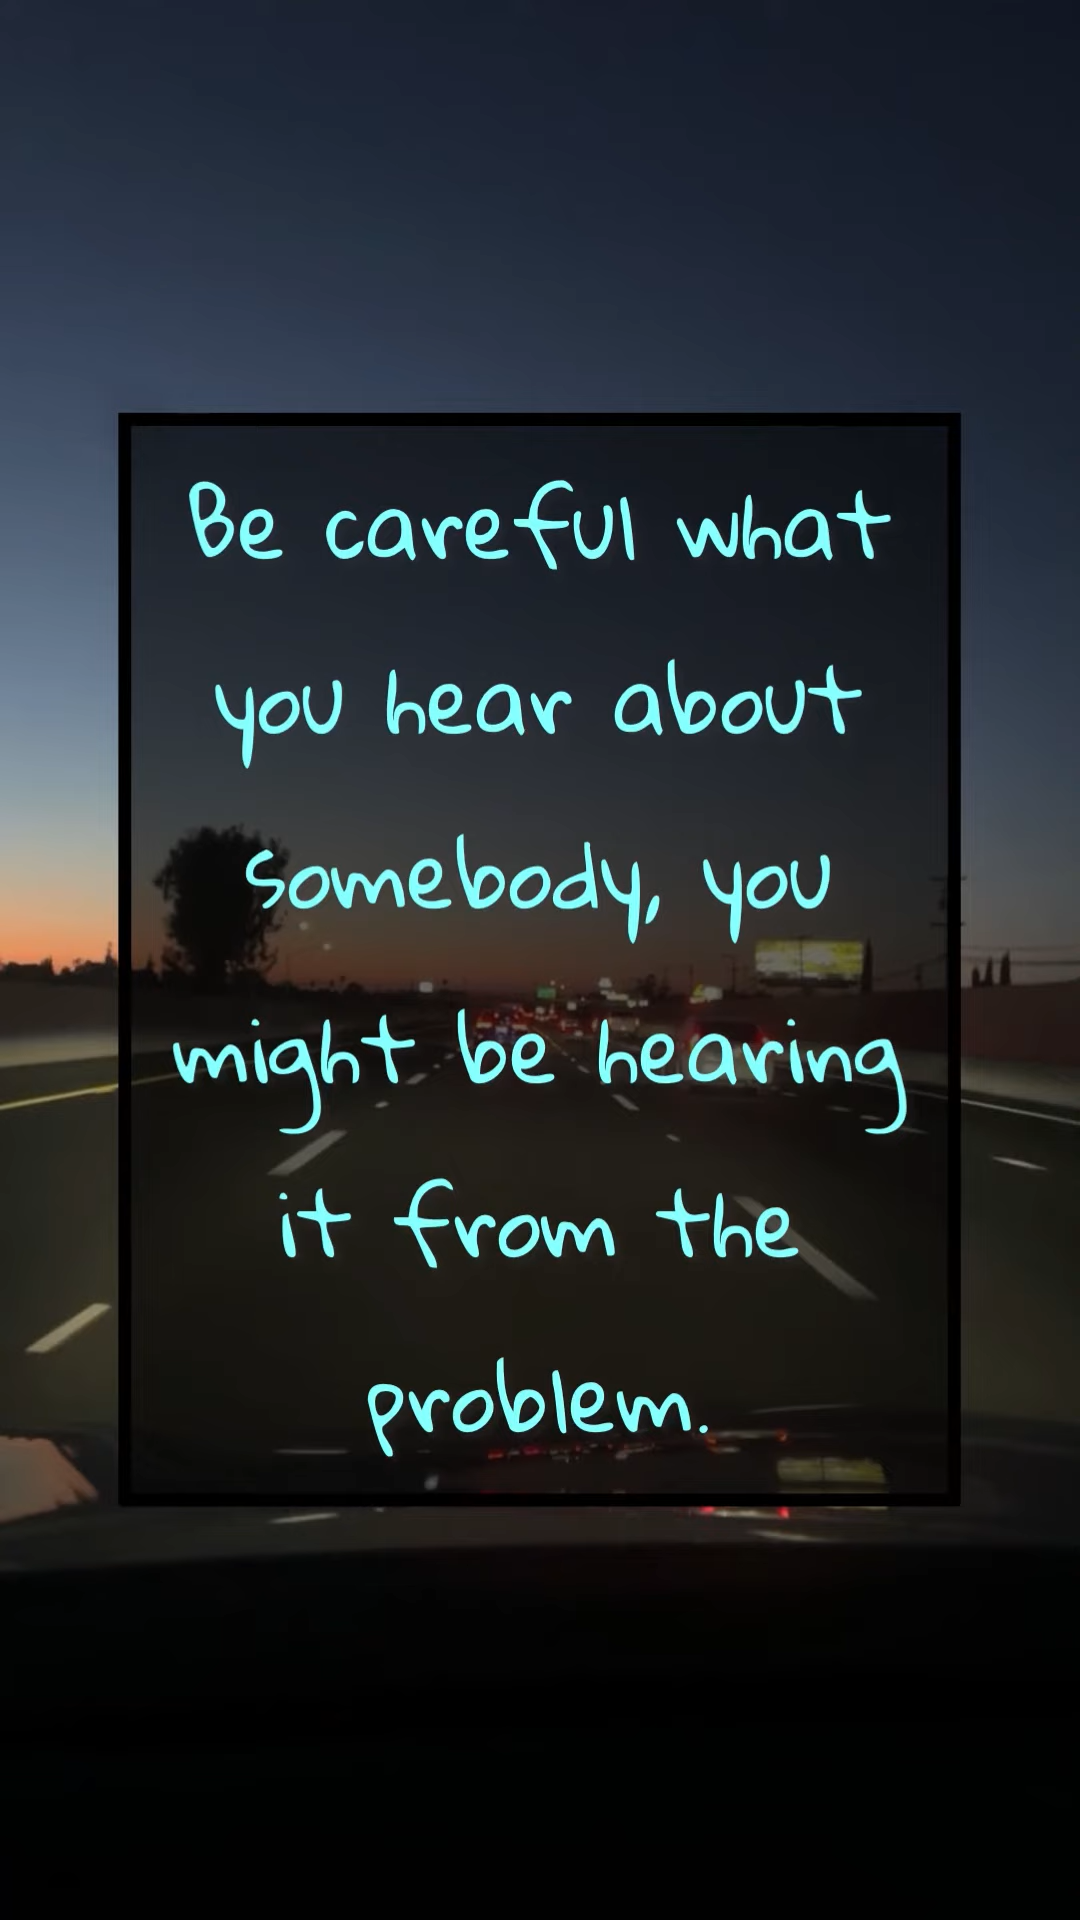 Be careful what
you hear about
somebody, you
might be hearing
it from the
problem.